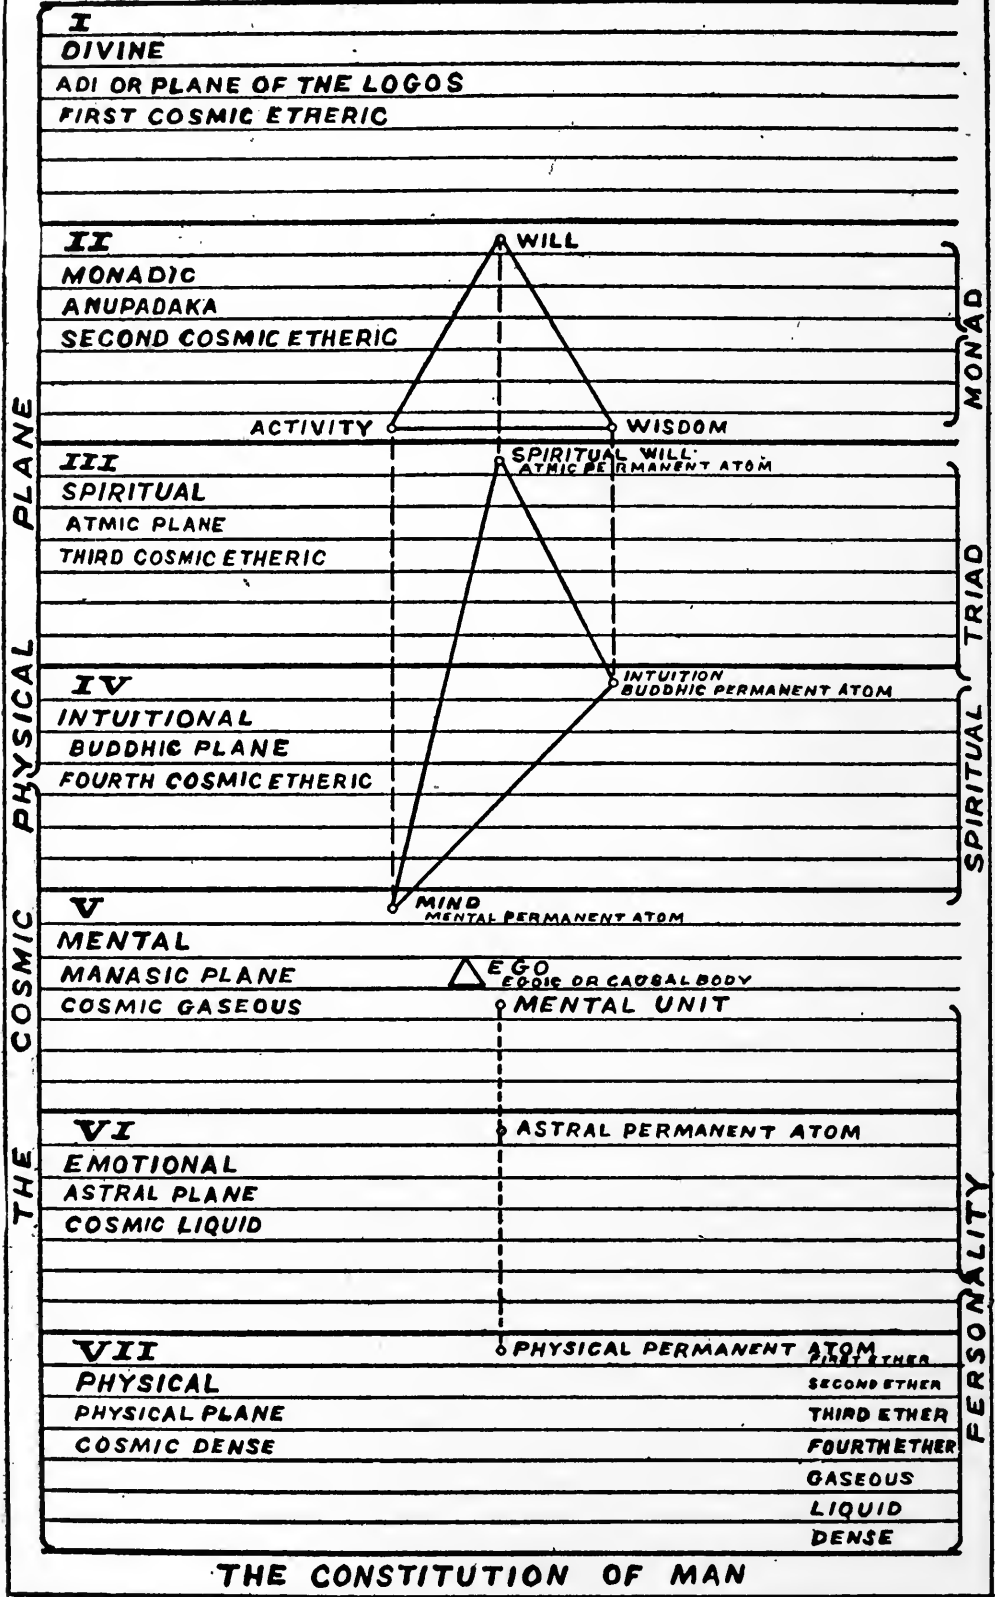 I
DIVINE
ADI OR PLANE OF THE LOGOS
FIRST COSMIC ETHERIC
II
WILL
MONADIC
ANUPADAKA
SECOND COSMIC ETHERIC
ACTIVITY
WISDOM
MONAD
III
SPIRITUAL WILL
ATMIC PERMANENT ATOM
SPIRITUAL
ATMIC PLANE
THIRD COSMIC ETHERIC
IV
INTUITION
BUDDHIC PERMANENT ATOM
INTUITIONAL
BUDDHIC PLANE
FOURTH COSMIC ETHERIC
SPIRITUAL TRIAD
V
MIND
MENTAL PERMANENT ATOM
MENTAL
MANASIC PLANE
EGO
EGOIC OR CAUSAL BODY
COSMIC GASEOUS
MENTAL UNIT
VI
ASTRAL PERMANENT ATOM
EMOTIONAL
ASTRAL PLANE
COSMIC LIQUID
VII
PHYSICAL PERMANENT ATOM
FIRST ETHER
PHYSICAL
SECOND ETHER
PHYSICAL PLANE
THIRD ETHER
COSMIC DENSE
FOURTH ETHER
GASEOUS
LIQUID
DENSE
PERSONALITY
THE COSMIC PHYSICAL PLANE
THE CONSTITUTION OF MAN